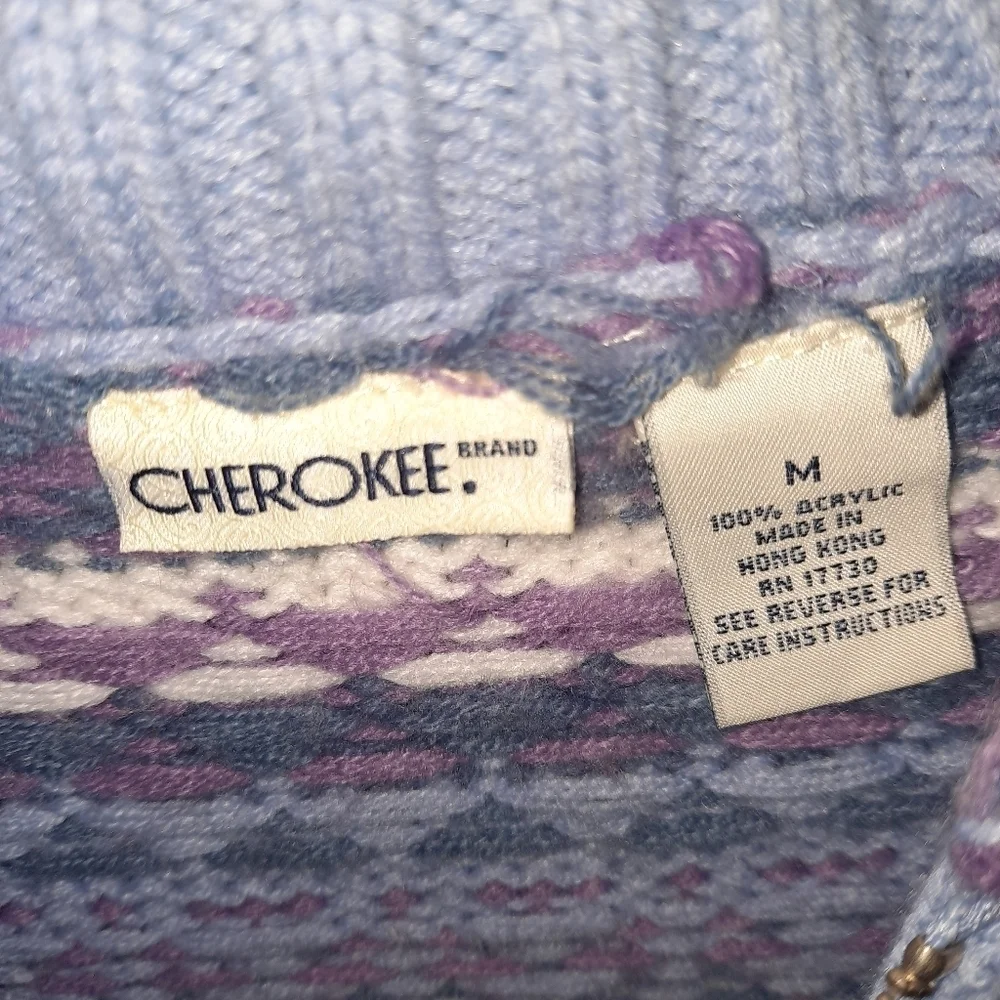 CHEROKEE. BRAND
M
100% ACRYLIC
MADE IN
HONG KONG
RN 17730
SEE REVERSE FOR
CARE INSTRUCTIONS